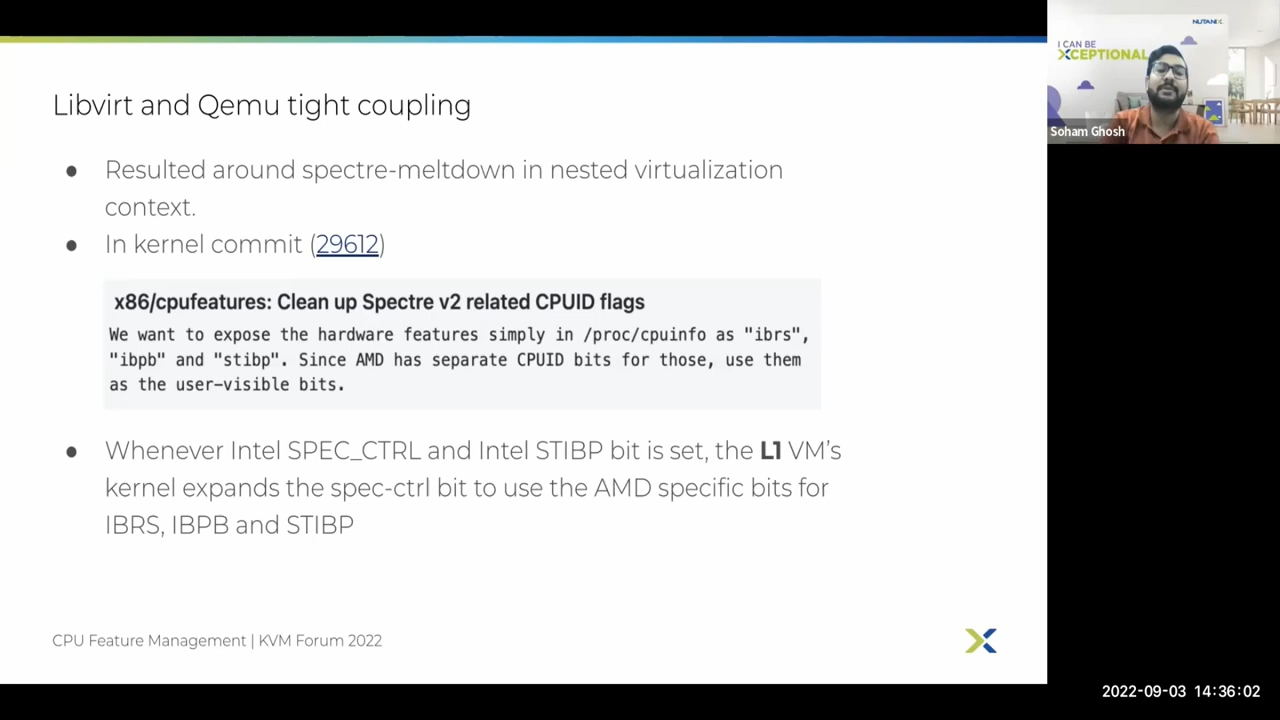 NUTANIX
I CAN BE
XCEPTIONAL
Soham Ghosh
Libvirt and Qemu tight coupling
● Resulted around spectre-meltdown in nested virtualization
context.
● In kernel commit (29612)
x86/cpufeatures: Clean up Spectre v2 related CPUID flags
We want to expose the hardware features simply in /proc/cpuinfo as "ibrs",
"ibpb" and "stibp". Since AMD has separate CPUID bits for those, use them
as the user-visible bits.
● Whenever Intel SPEC_CTRL and Intel STIBP bit is set, the L1 VM's
kernel expands the spec-ctrl bit to use the AMD specific bits for
IBRS, IBPB and STIBP
CPU Feature Management | KVM Forum 2022
2022-09-03 14:36:02